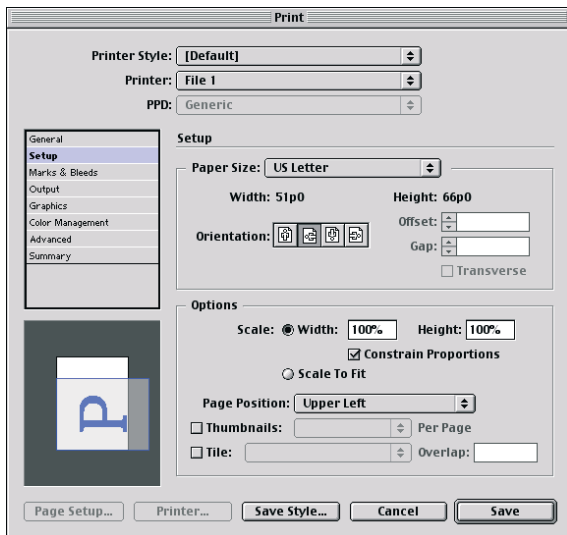 Print
Printer Style: [Default]
Printer: File 1
PPD: Generic
General
Setup
Marks & Bleeds
Output
Graphics
Color Management
Advanced
Summary
Setup
Paper Size: US Letter
Width: 51p0 Height: 66p0
Orientation:
Offset:
Gap:
Transverse
Options
Scale: Width: 100% Height: 100%
Constrain Proportions
Scale To Fit
Page Position: Upper Left
Thumbnails: Per Page
Tile: Overlap:
P
Page Setup... Printer... Save Style... Cancel Save